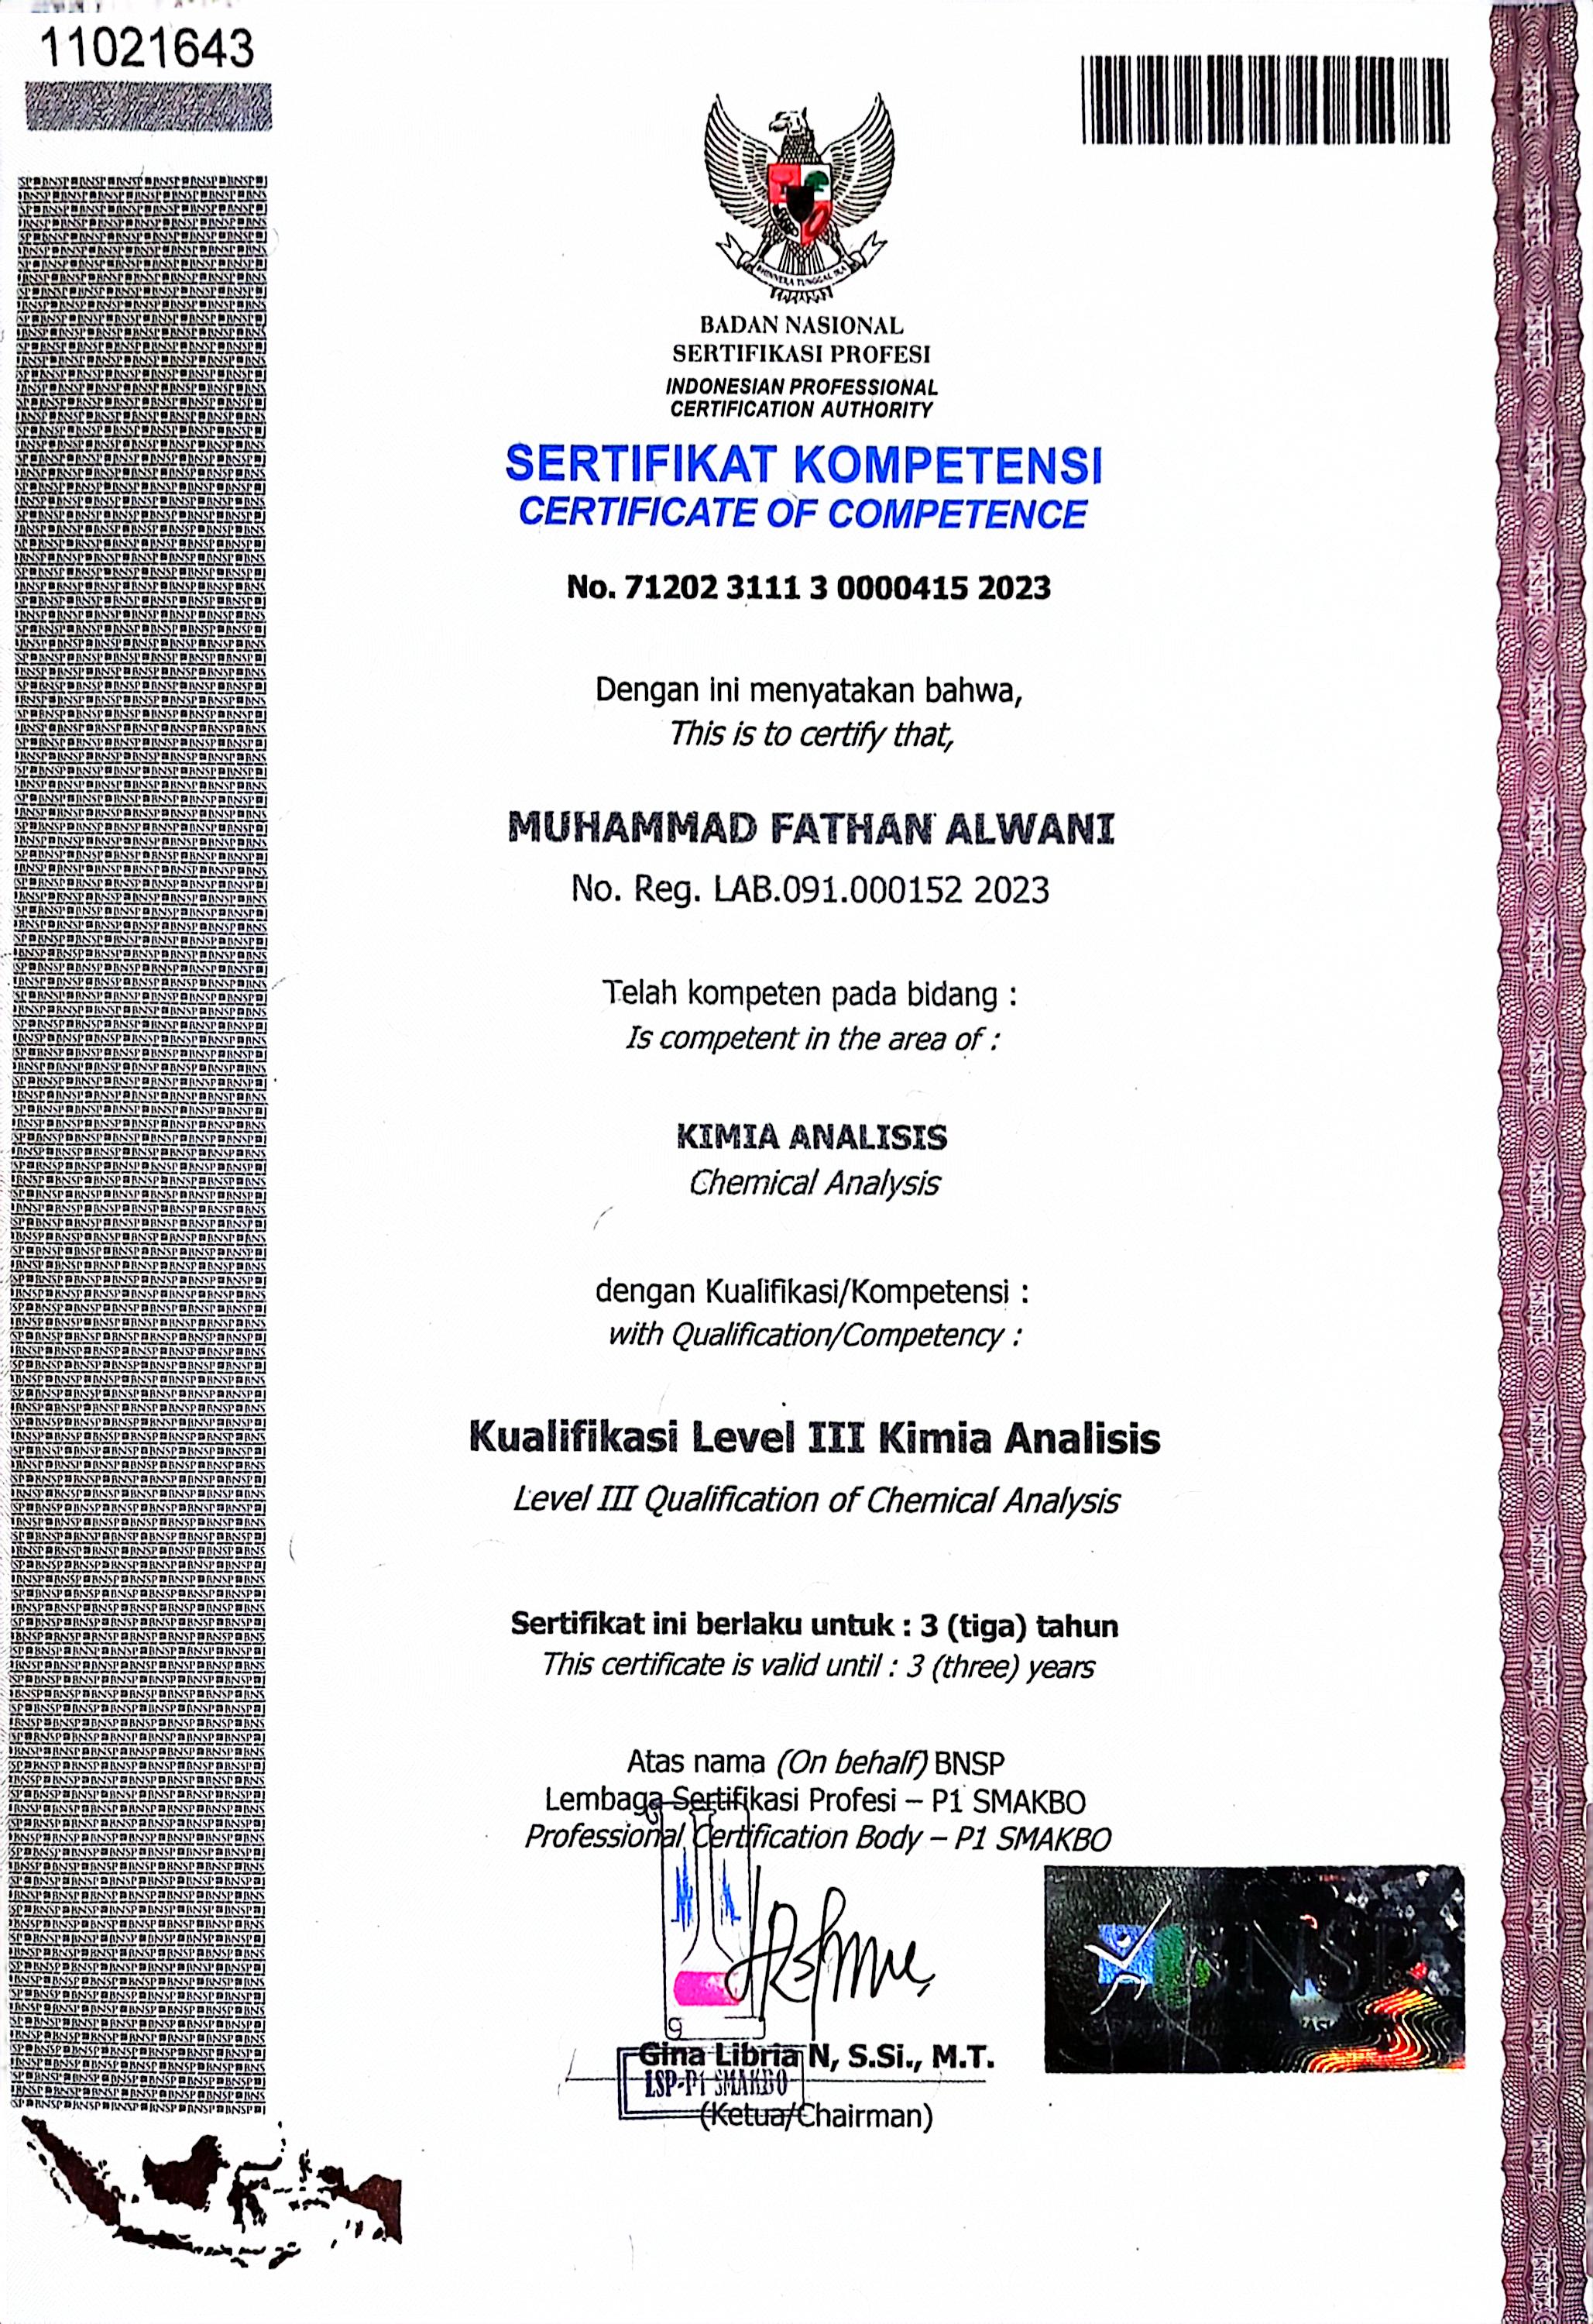 11021643
BHINNEKA TUNGGAL IKA
BADAN NASIONAL
SERTIFIKASI PROFESI
INDONESIAN PROFESSIONAL
CERTIFICATION AUTHORITY
SERTIFIKAT KOMPETENSI
CERTIFICATE OF COMPETENCE
No. 71202 3111 3 0000415 2023
Dengan ini menyatakan bahwa,
This is to certify that,
MUHAMMAD FATHAN ALWANI
No. Reg. LAB.091.000152 2023
Telah kompeten pada bidang :
Is competent in the area of :
KIMIA ANALISIS
Chemical Analysis
dengan Kualifikasi/Kompetensi :
with Qualification/Competency :
Kualifikasi Level III Kimia Analisis
Level III Qualification of Chemical Analysis
Sertifikat ini berlaku untuk : 3 (tiga) tahun
This certificate is valid until : 3 (three) years
Atas nama (On behalf) BNSP
Lembaga Sertifikasi Profesi – P1 SMAKBO
Professional Certification Body – P1 SMAKBO
BNSP
Gina Libria N, S.Si., M.T.
LSP-P1 SMAKBO
(Ketua/Chairman)